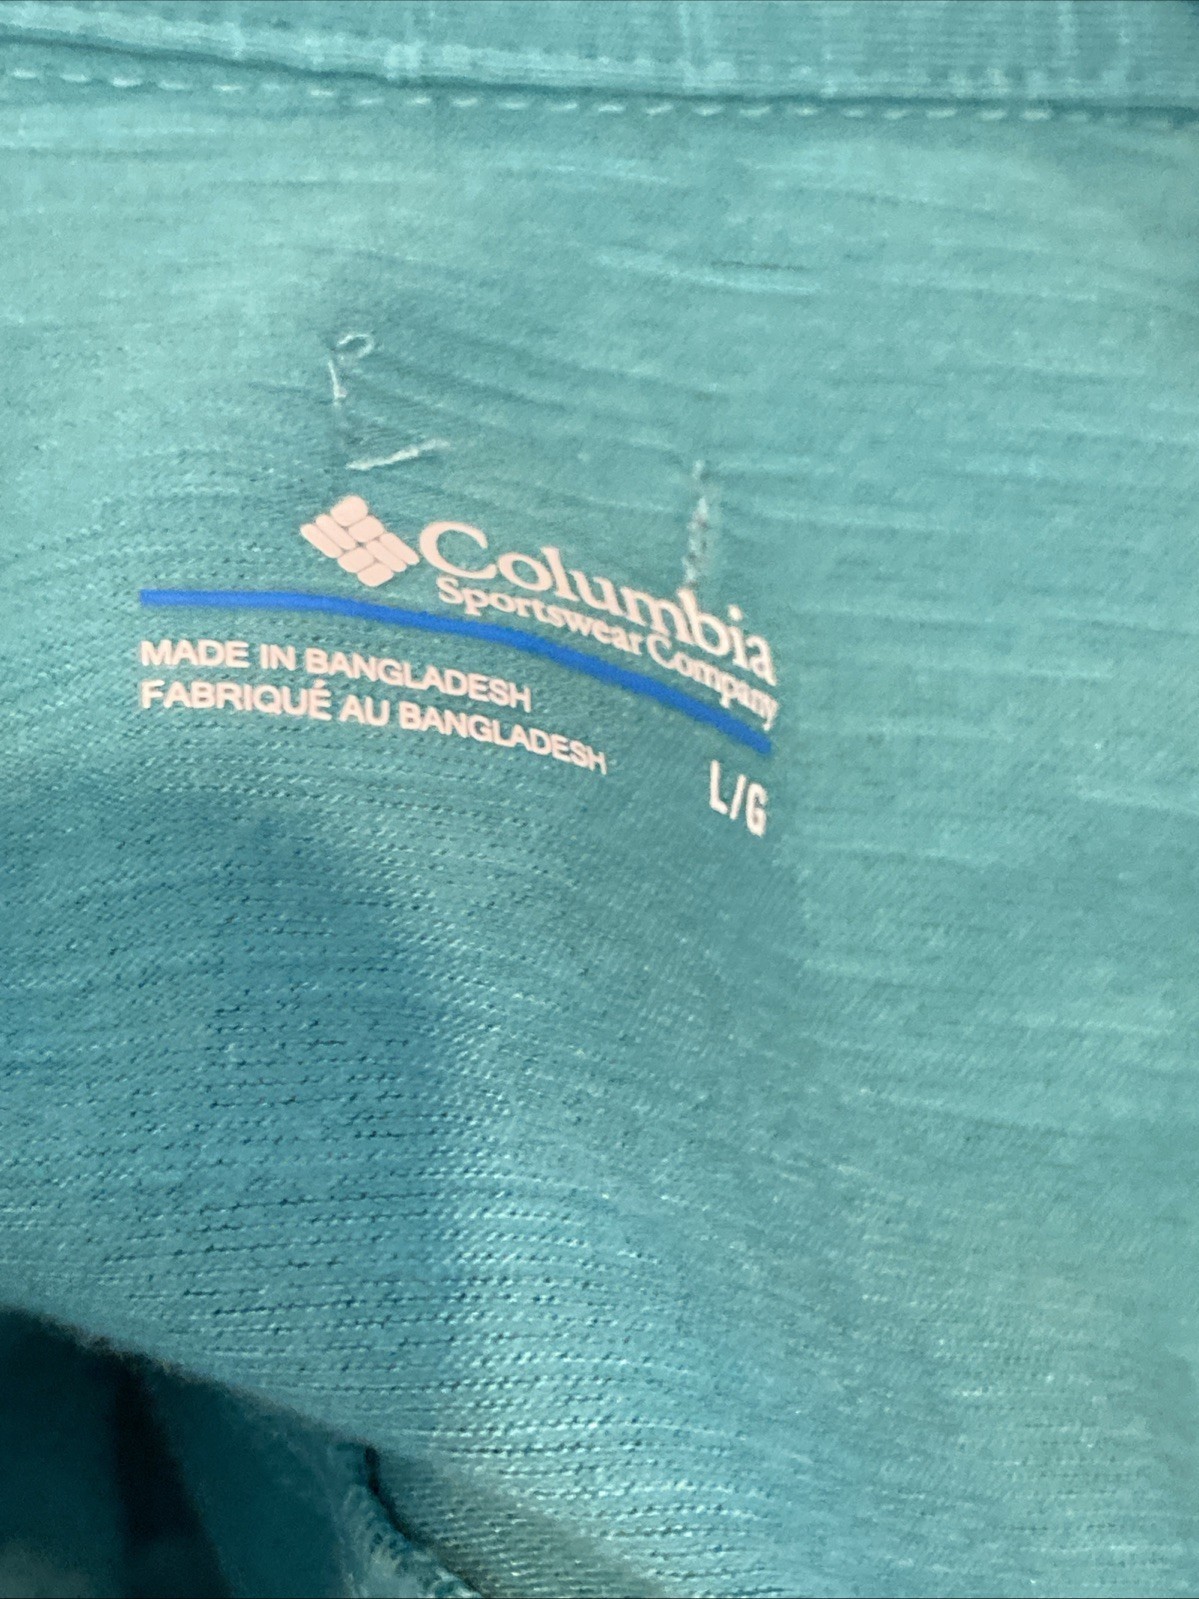 Columbia
Sportswear Company
MADE IN BANGLADESH
FABRIQUÉ AU BANGLADESH
L/G